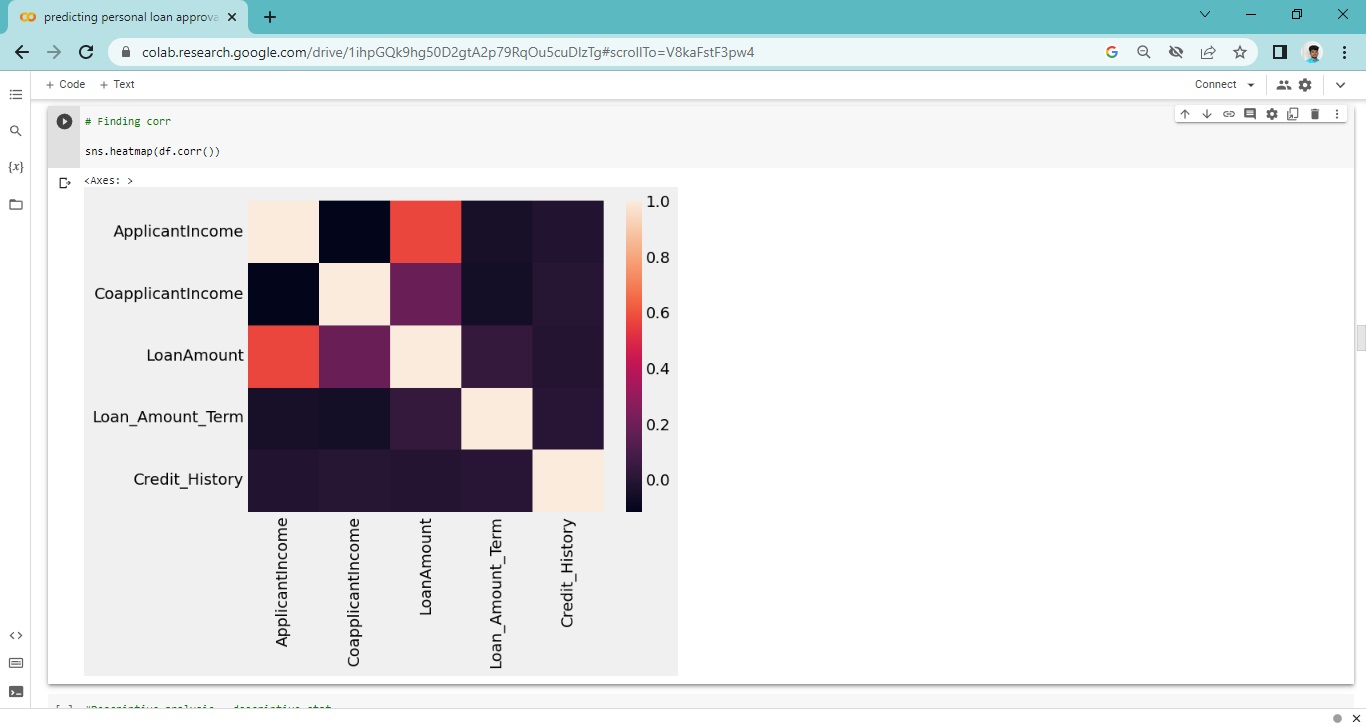 predicting personal loan approva
colab.research.google.com/drive/1ihpGQk9hg50D2gtA2p79RqOu5cuDlzTg#scrollTo=V8kaFstF3pw4
+ Code + Text
Connect
# Finding corr
sns.heatmap(df.corr())
<Axes: >
ApplicantIncome
CoapplicantIncome
LoanAmount
Loan_Amount_Term
Credit_History
1.0
0.8
0.6
0.4
0.2
0.0
ApplicantIncome
CoapplicantIncome
LoanAmount
Loan_Amount_Term
Credit_History